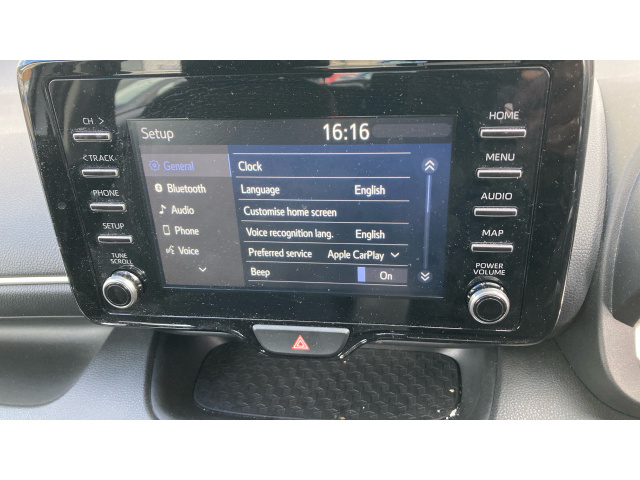 CH >
< TRACK
PHONE
SETUP
TUNE
SCROLL
Setup
16:16
General
Bluetooth
Audio
Phone
Voice
Clock
Language English
Customise home screen
Voice recognition lang. English
Preferred service Apple CarPlay
Beep On
HOME
MENU
AUDIO
MAP
POWER
VOLUME